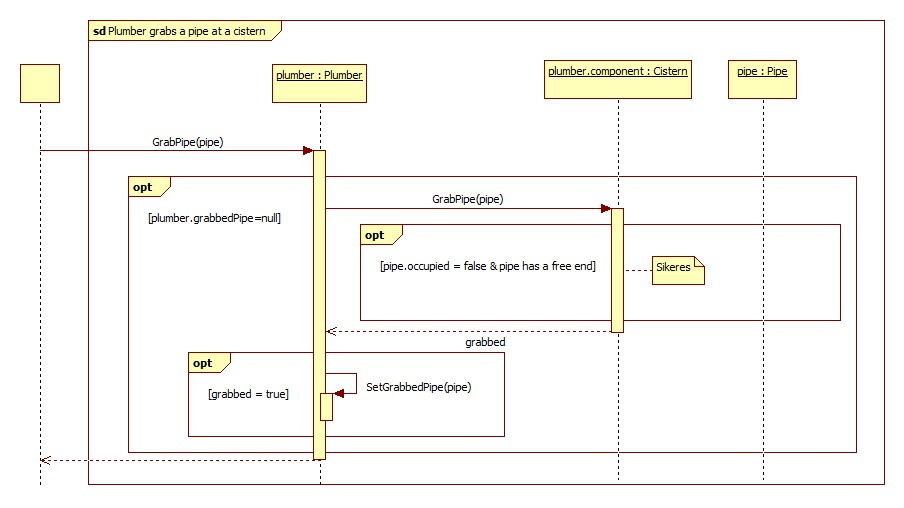 sd Plumber grabs a pipe at a cistern
plumber : Plumber
plumber.component : Cistern
pipe : Pipe
GrabPipe(pipe)
opt
GrabPipe(pipe)
[plumber.grabbedPipe=null]
opt
[pipe.occupied = false & pipe has a free end]
Sikeres
grabbed
opt
SetGrabbedPipe(pipe)
[grabbed = true]